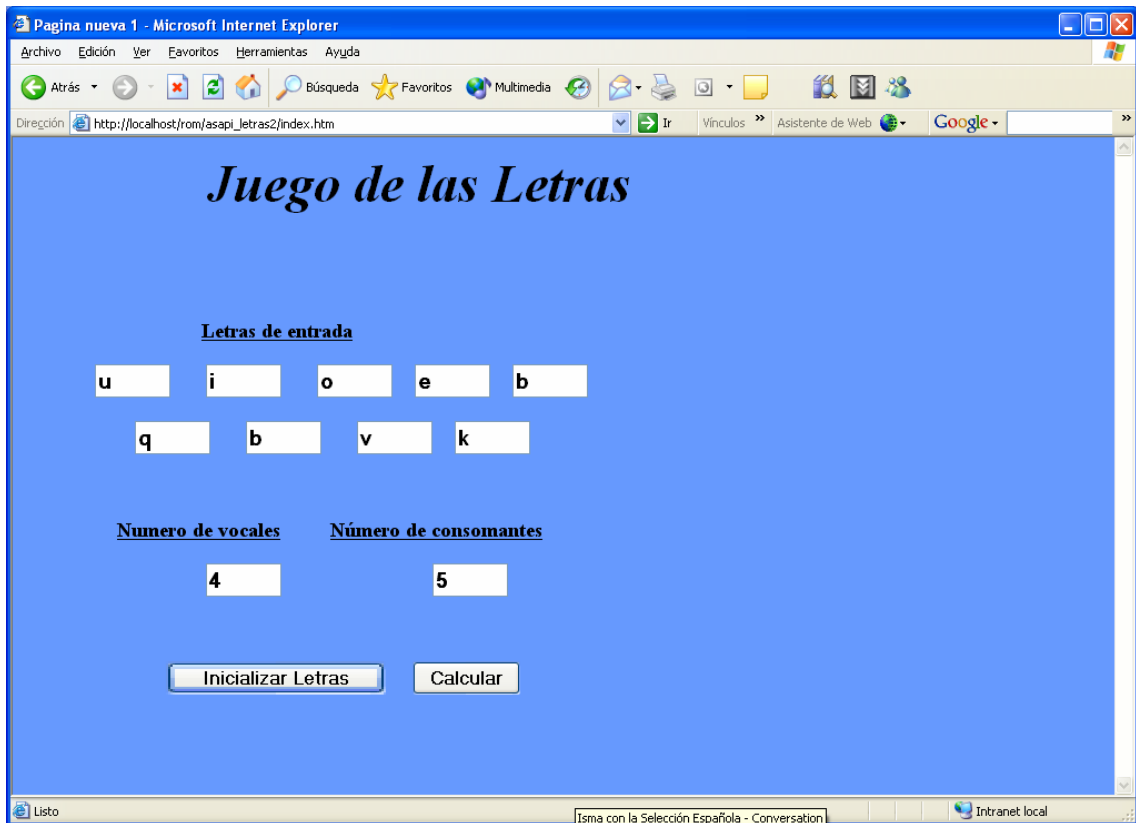 Pagina nueva 1 - Microsoft Internet Explorer
Archivo Edición Ver Favoritos Herramientas Ayuda
Atrás Búsqueda Favoritos Multimedia
Dirección http://localhost/rom/asapi_letras2/index.htm Ir Vínculos » Asistente de Web Google »
Juego de las Letras
Letras de entrada
u i o e b
q b v k
Numero de vocales Número de consomantes
4 5
Inicializar Letras Calcular
Listo Isma con la Selección Española - Conversation Intranet local